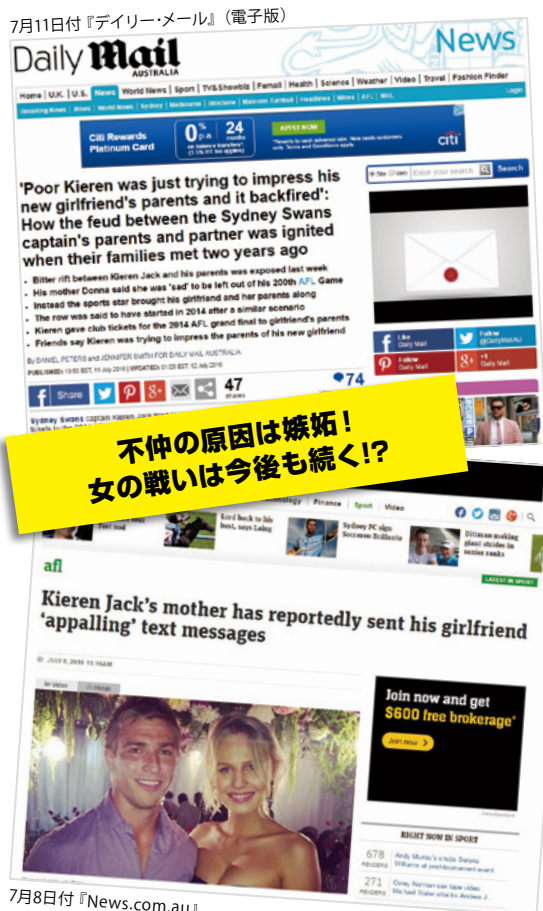 7月11日付『デイリー・メール』（電子版）
Daily Mail
AUSTRALIA
News
Home | U.K. | U.S. | News | World News | Sport | TV&Showbiz | Femail | Health | Science | Weather | Video | Travel | Fashion Finder
Login
Citi Rewards
Platinum Card
0% p.a. 24 months
APPLY NOW
citi
'Poor Kieren was just trying to impress his
new girlfriend's parents and it backfired':
How the feud between the Sydney Swans
captain's parents and partner was ignited
when their families met two years ago
Site Web Enter your search Search
• Bitter rift between Kieren Jack and his parents was exposed last week
• His mother Donna said she was 'sad' to be left out of his 200th AFL Game
• Instead the sports star brought his girlfriend and her parents along
• The row was said to have started in 2014 after a similar scenario
• Kieren gave club tickets for the 2014 AFL grand final to girlfriend's parents
• Friends say Kieren was trying to impress the parents of his new girlfriend
By DANIEL PETERS and JENNIFER SMITH FOR DAILY MAIL AUSTRALIA
Like
Daily Mail
Follow
@DailyMailAU
Follow
Daily Mail
+1
Daily Mail
Share
47
shares
74
不仲の原因は嫉妬！
女の戦いは今後も続く!?
Finance | Sport | Video
Lord back to his
best, says Laing
Sydney FC sign
Dittman making
giant strides in
senior ranks
afl
LATEST IN SPORT
Kieren Jack's mother has reportedly sent his girlfriend
'appalling' text messages
JULY 8, 2016 11:16AM
Join now and get
$600 free brokerage*
Join now
RIGHT NOW IN SPORT
678
READERS
271
READERS
7月8日付『News.com.au』